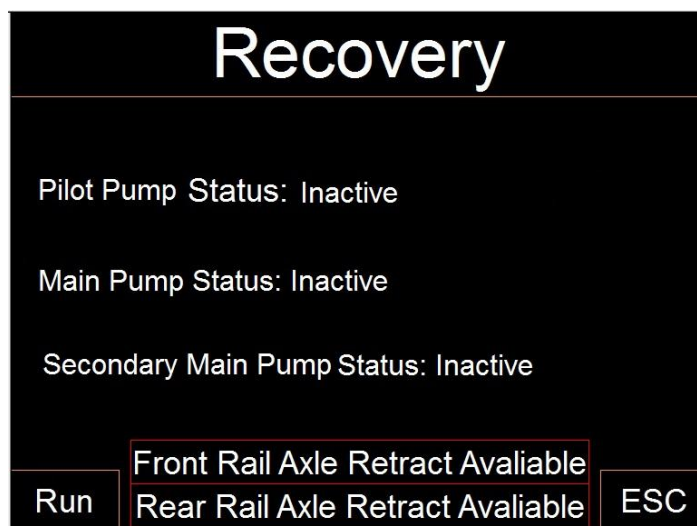 Recovery
Pilot Pump Status: Inactive
Main Pump Status: Inactive
Secondary Main Pump Status: Inactive
Front Rail Axle Retract Avaliable
Run
Rear Rail Axle Retract Avaliable
ESC